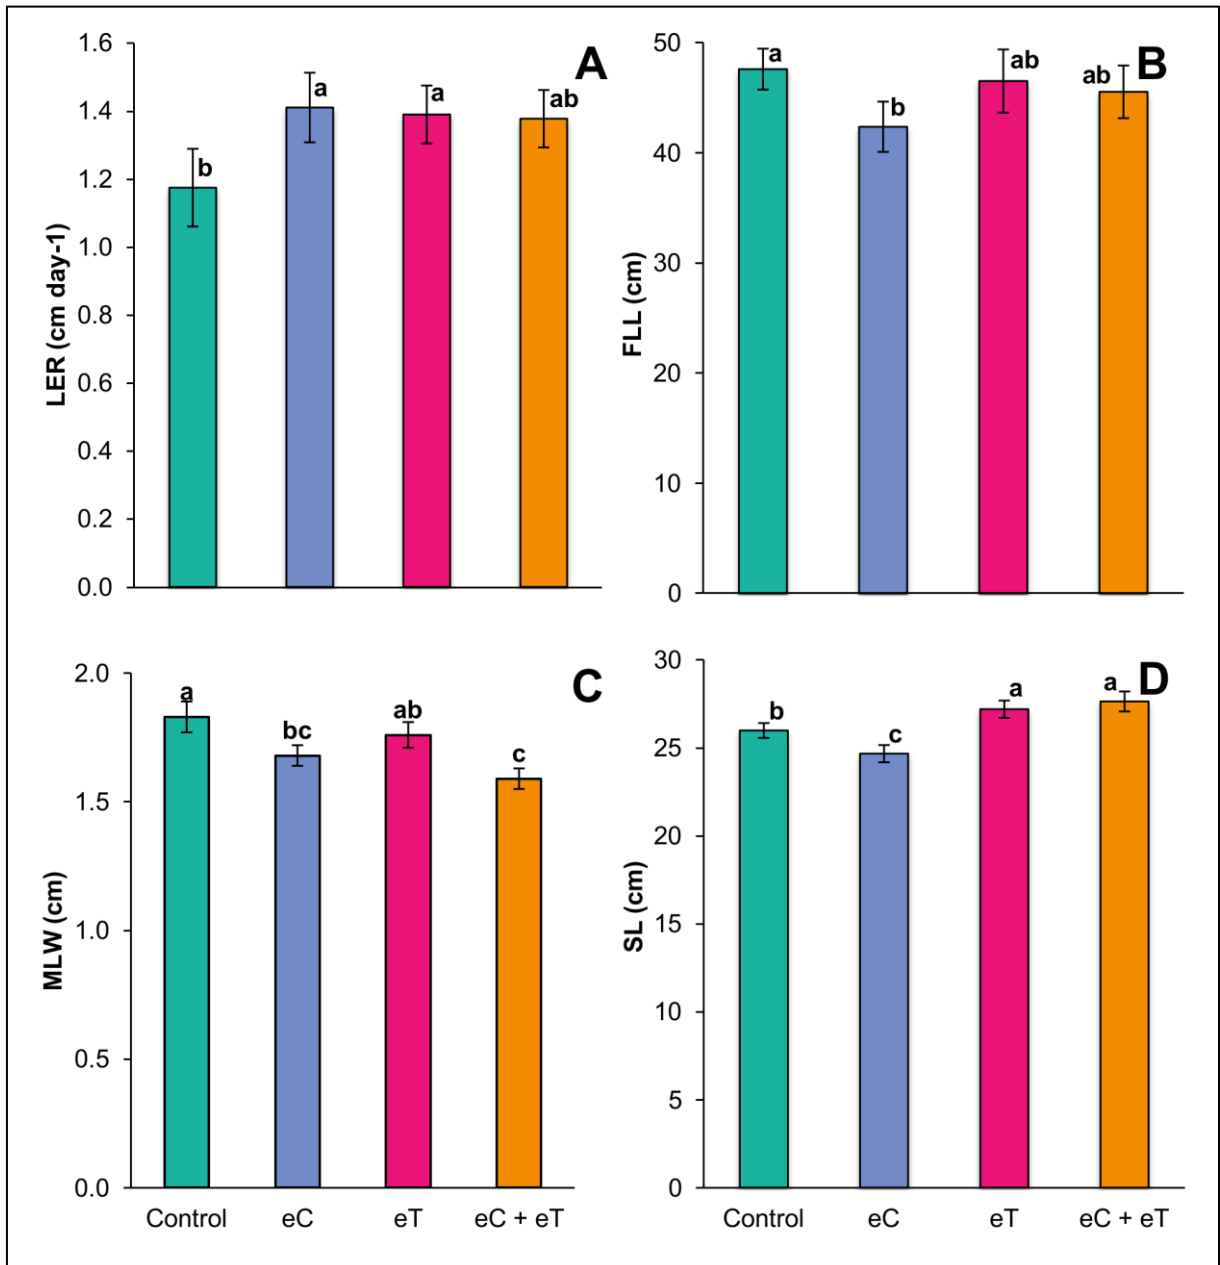 A
LER (cm day-1)
1.6
1.4
1.2
1.0
0.8
0.6
0.4
0.2
0.0
b
a
a
ab
B
FLL (cm)
50
40
30
20
10
0
a
b
ab
ab
C
MLW (cm)
2.0
1.5
1.0
0.5
0.0
a
bc
ab
c
Control eC eT eC + eT
D
SL (cm)
30
25
20
15
10
5
0
b
c
a
a
Control eC eT eC + eT